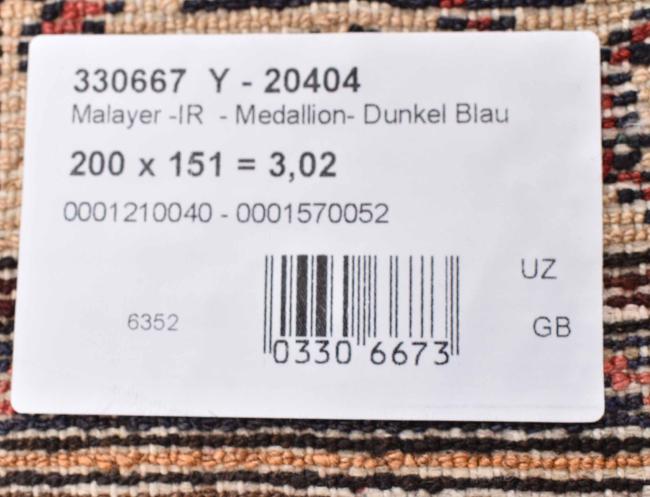 330667 Y - 20404
Malayer -IR - Medallion- Dunkel Blau
200 x 151 = 3,02
0001210040 - 0001570052
UZ
6352
GB
0330 6673